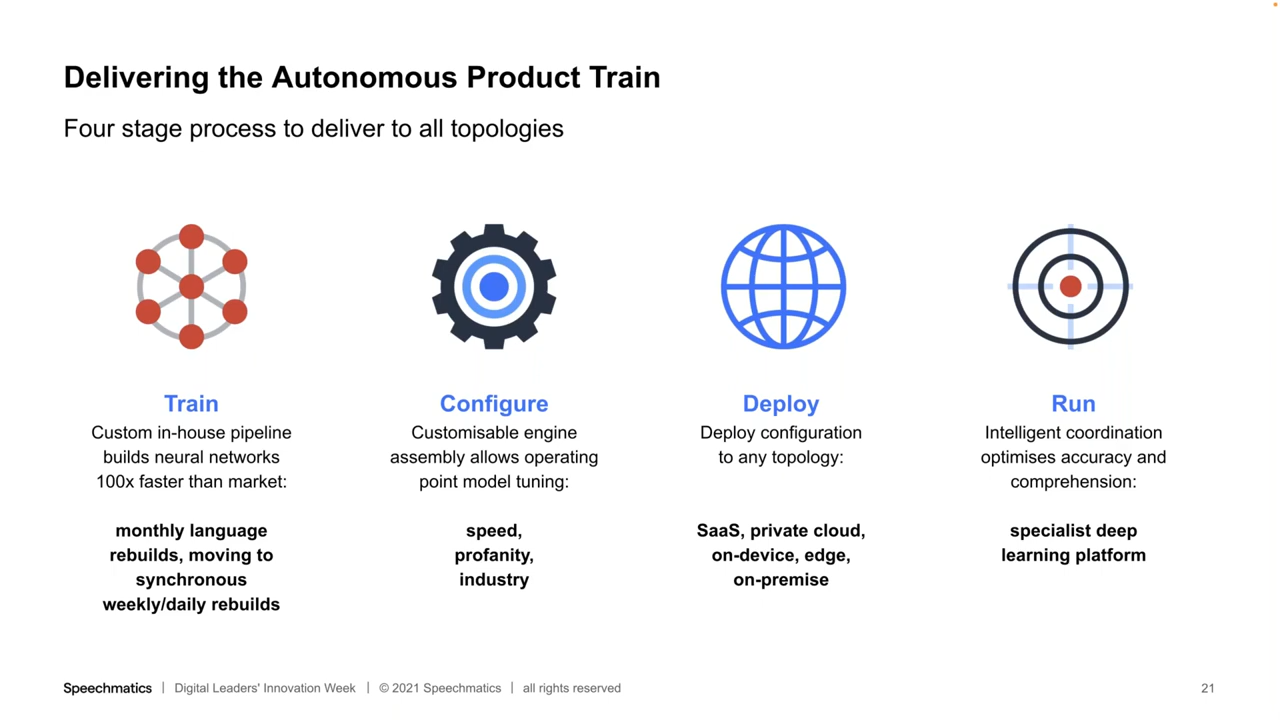 Delivering the Autonomous Product Train
Four stage process to deliver to all topologies
Train
Custom in-house pipeline
builds neural networks
100x faster than market:
monthly language
rebuilds, moving to
synchronous
weekly/daily rebuilds
Configure
Customisable engine
assembly allows operating
point model tuning:
speed,
profanity,
industry
Deploy
Deploy configuration
to any topology:
SaaS, private cloud,
on-device, edge,
on-premise
Run
Intelligent coordination
optimises accuracy and
comprehension:
specialist deep
learning platform
Speechmatics | Digital Leaders' Innovation Week | © 2021 Speechmatics | all rights reserved
21